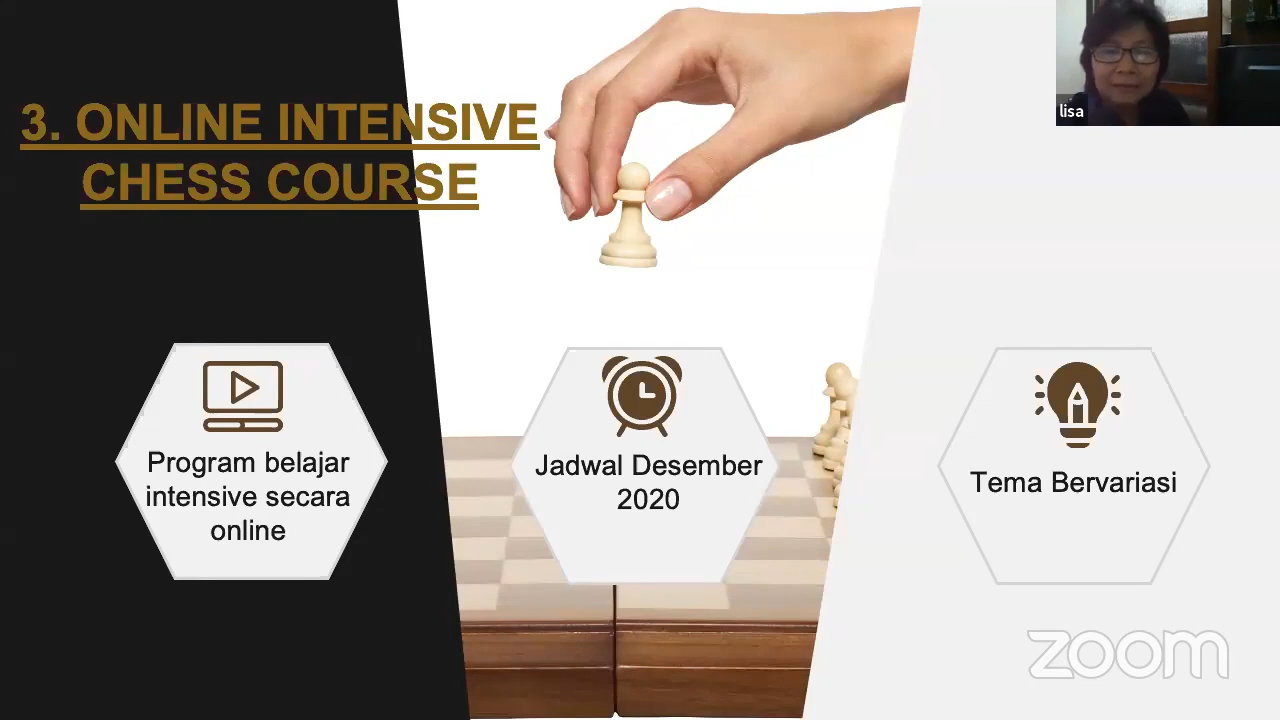 3. ONLINE INTENSIVE
CHESS COURSE
lisa
Program belajar
intensive secara
online
Jadwal Desember
2020
Tema Bervariasi
zoom